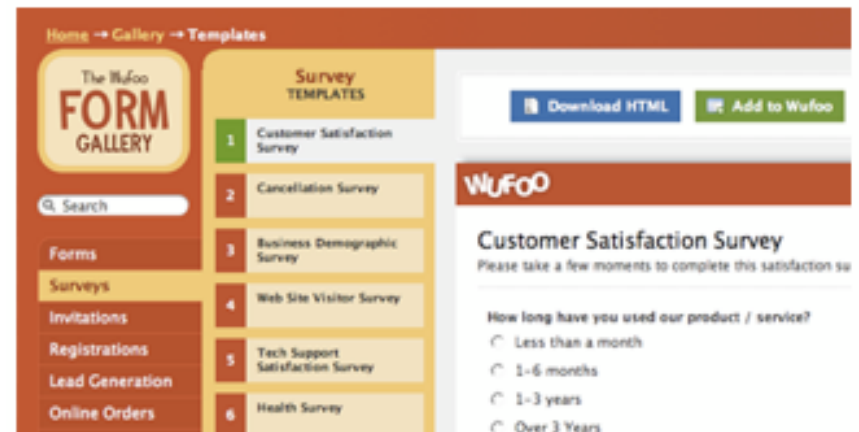 Home → Gallery → Templates
The Wufoo
FORM
GALLERY
Search
Forms
Surveys
Invitations
Registrations
Lead Generation
Online Orders
Survey
TEMPLATES
1
Customer Satisfaction
Survey
2
Cancellation Survey
3
Business Demographic
Survey
4
Web Site Visitor Survey
5
Tech Support
Satisfaction Survey
6
Health Survey
Download HTML
Add to Wufoo
WUFOO
Customer Satisfaction Survey
Please take a few moments to complete this satisfaction su
How long have you used our product / service?
Less than a month
1-6 months
1-3 years
Over 3 Years